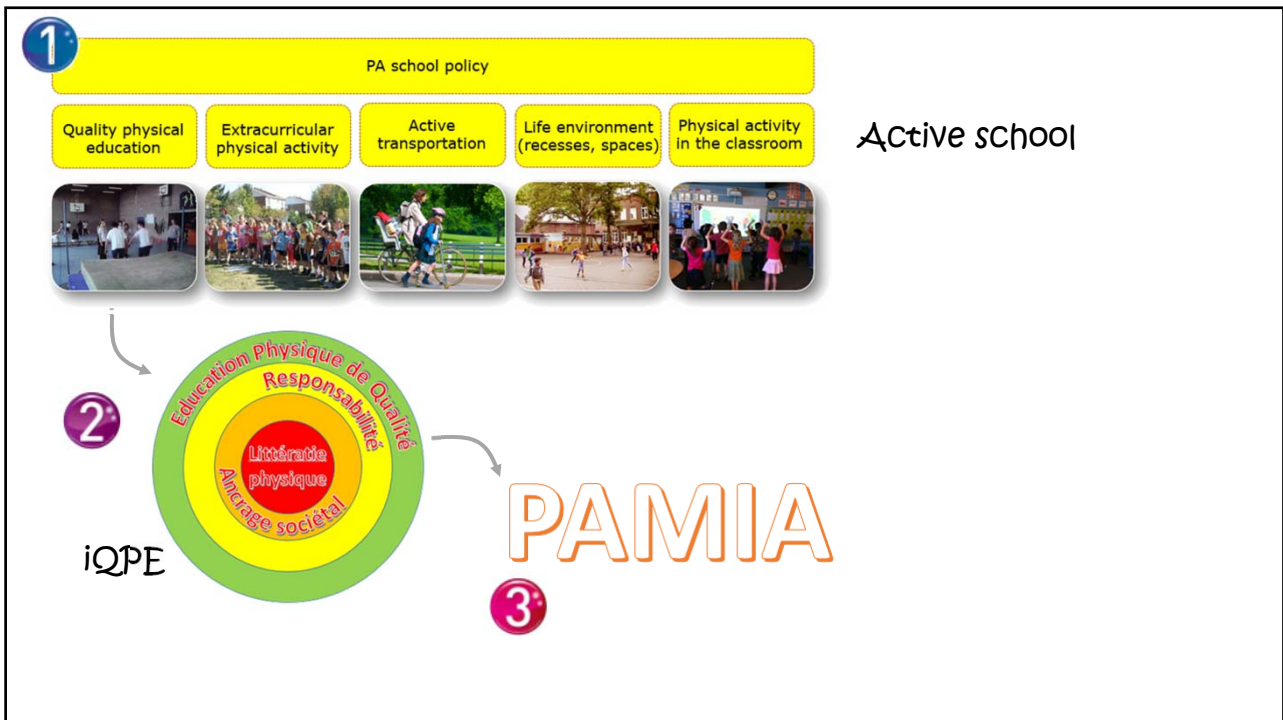 1
PA school policy
Quality physical
education
Extracurricular
physical activity
Active
transportation
Life environment
(recesses, spaces)
Physical activity
in the classroom
Active school
2
Education Physique de Qualité
Responsabilité
Ancrage sociétal
Littératie
physique
iQPE
PAMIA
3